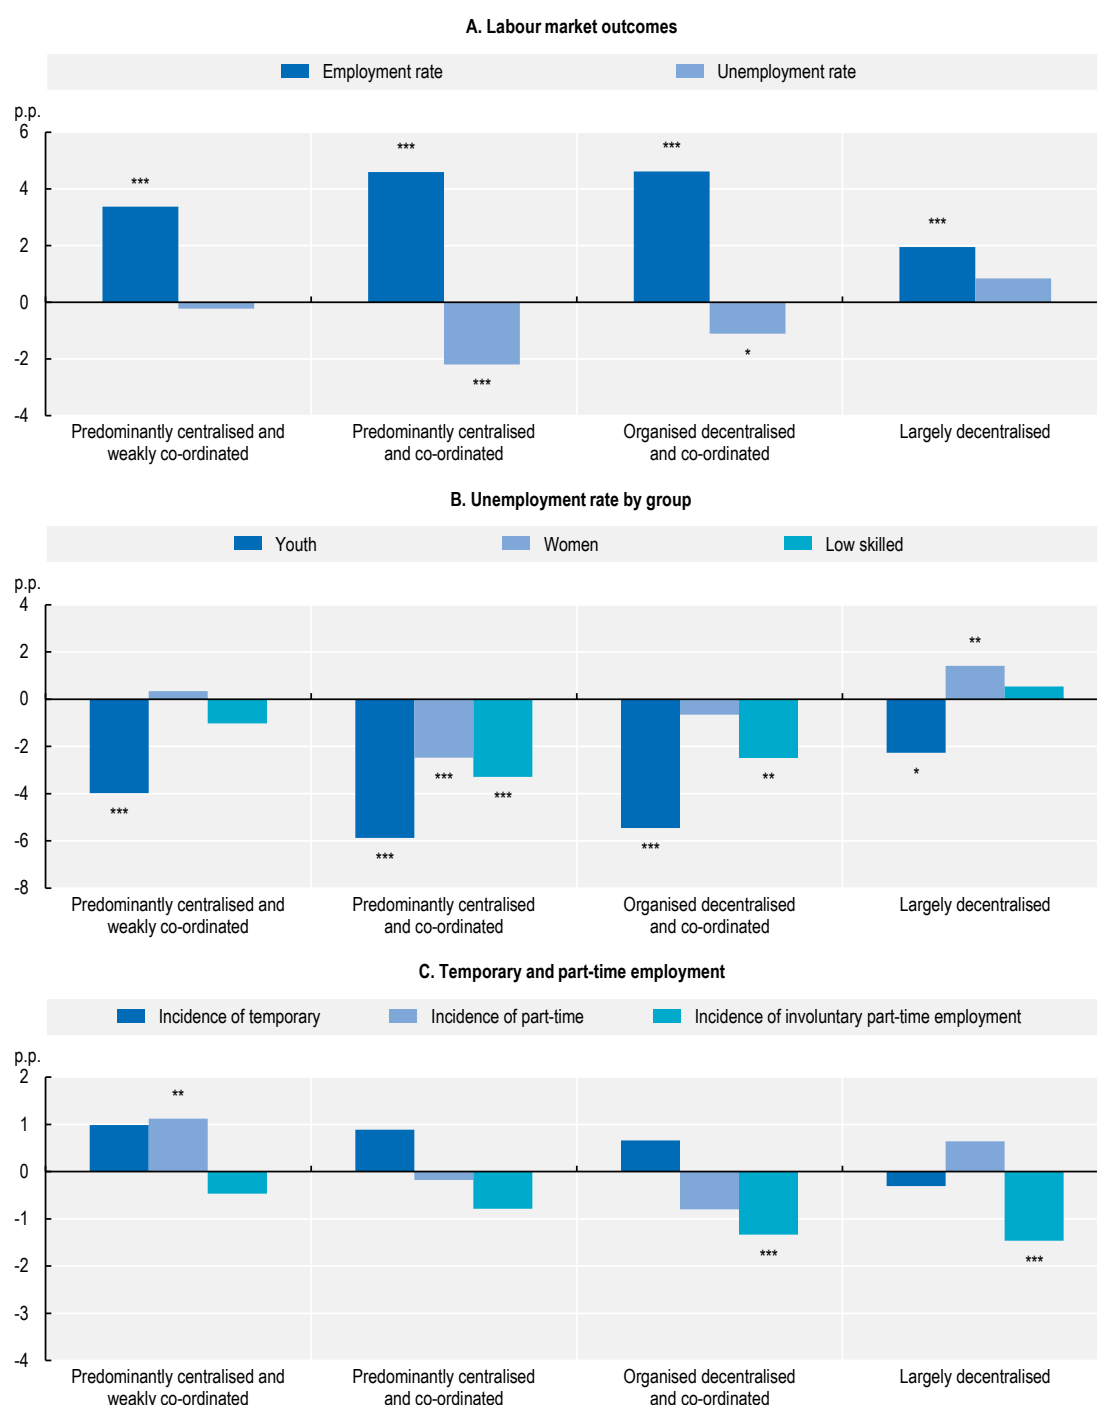 A. Labour market outcomes
Employment rate Unemployment rate
p.p.
6
***
***
***
4
***
2
***
0
-2
*
***
-4
Predominantly centralised and weakly co-ordinated
Predominantly centralised and co-ordinated
Organised decentralised and co-ordinated
Largely decentralised
B. Unemployment rate by group
Youth Women Low skilled
p.p.
4
2
**
0
-2
*
***
**
-4
***
***
-6
***
***
-8
Predominantly centralised and weakly co-ordinated
Predominantly centralised and co-ordinated
Organised decentralised and co-ordinated
Largely decentralised
C. Temporary and part-time employment
Incidence of temporary Incidence of part-time Incidence of involuntary part-time employment
p.p.
2
**
1
0
-1
***
***
-2
-3
-4
Predominantly centralised and weakly co-ordinated
Predominantly centralised and co-ordinated
Organised decentralised and co-ordinated
Largely decentralised